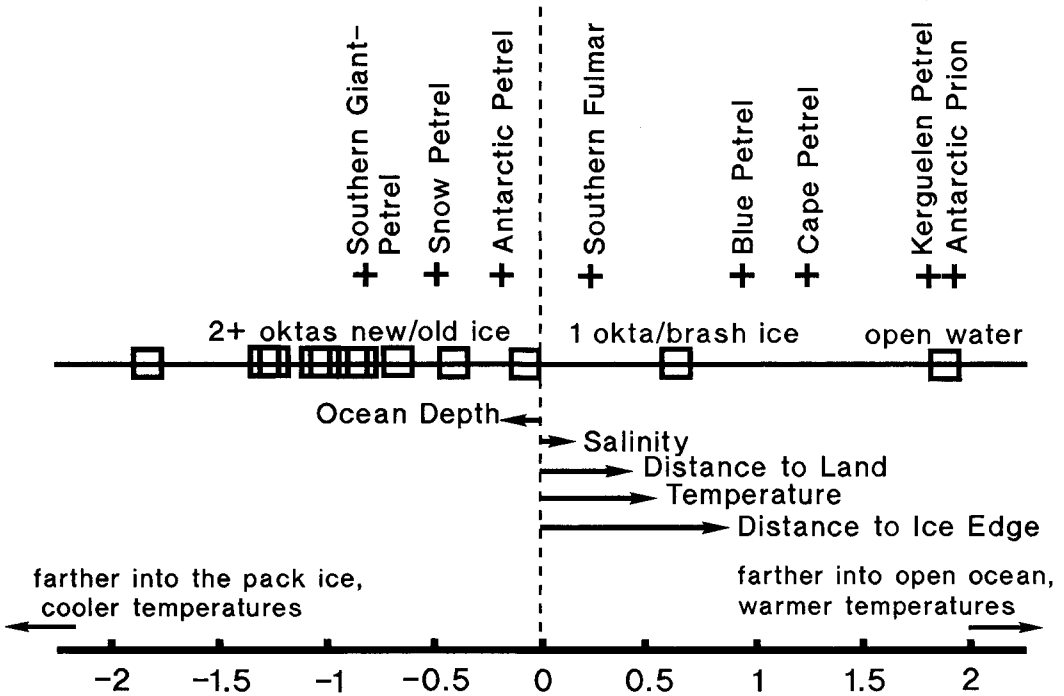 Southern Giant-
Petrel
Snow Petrel
Antarctic Petrel
Southern Fulmar
Blue Petrel
Cape Petrel
Kerguelen Petrel
Antarctic Prion
2+ oktas new/old ice
1 okta/brash ice
open water
Ocean Depth
Salinity
Distance to Land
Temperature
Distance to Ice Edge
farther into the pack ice,
cooler temperatures
farther into open ocean,
warmer temperatures
-2 -1.5 -1 -0.5 0 0.5 1 1.5 2